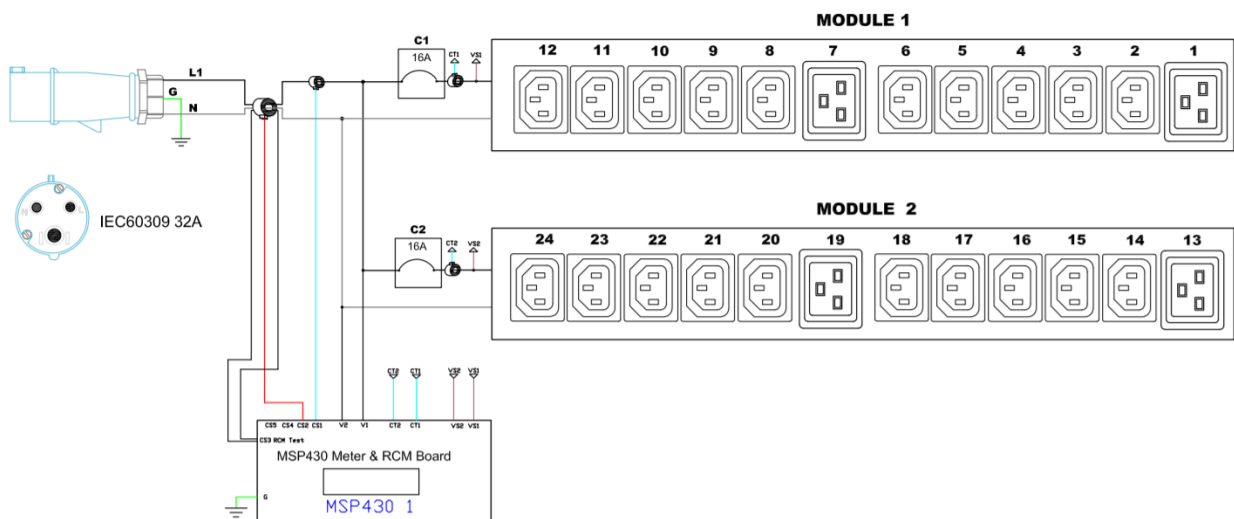 MODULE 1
C1
16A
CT1
VS1
12 11 10 9 8 7 6 5 4 3 2 1
L1
G
N
N L
IEC60309 32A
MODULE 2
C2
16A
CT2
VS2
24 23 22 21 20 19 18 17 16 15 14 13
CT2 CT1 VS2 VS1
CS5 CS4 CS2 CS1 V2 V1 CT2 CT1 VS2 VS1
CS3 RCM Test
MSP430 Meter & RCM Board
G
MSP430 1